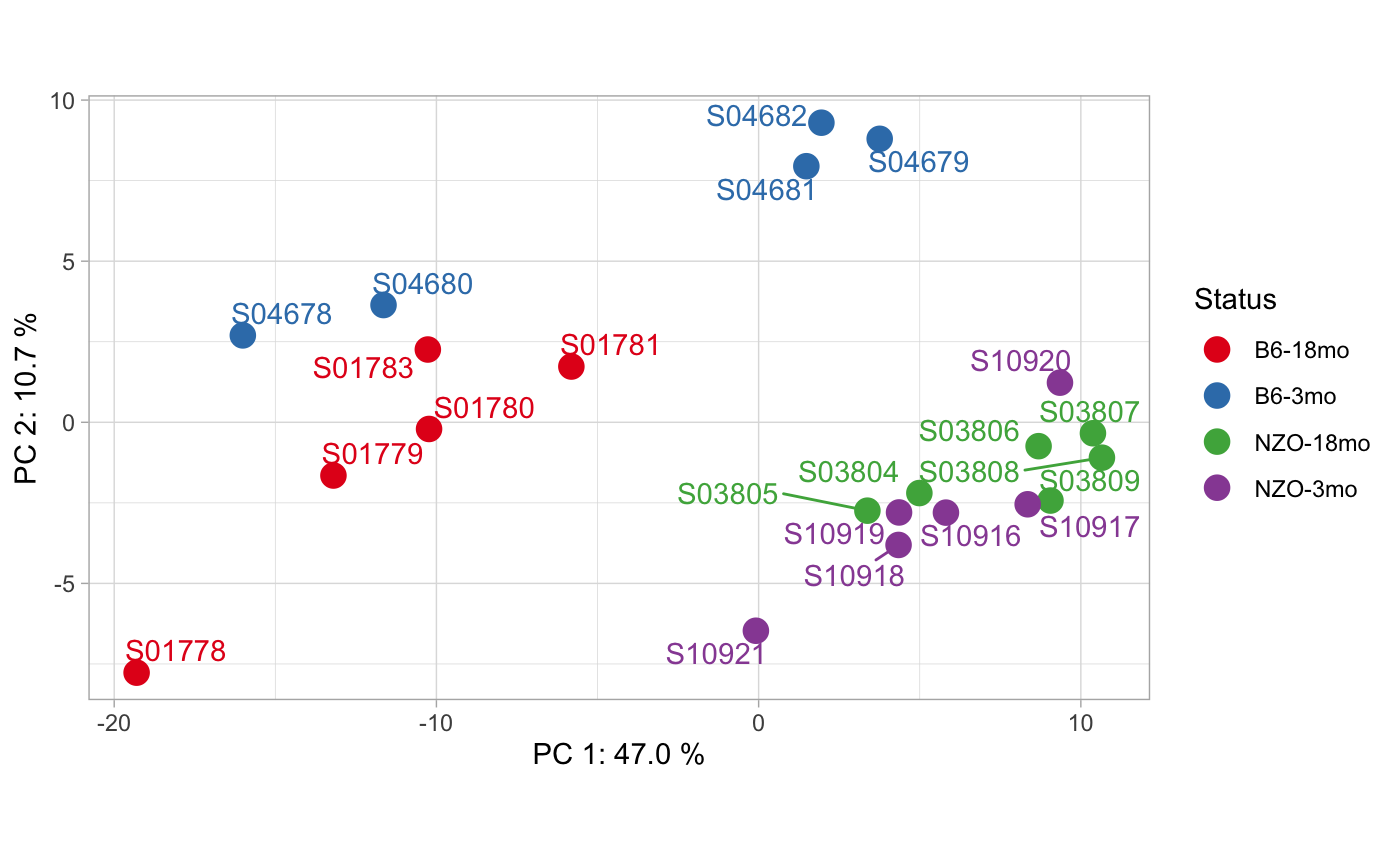 10
5
0
-5
PC 2: 10.7 %
S04682
S04679
S04681
S04680
S04678
S01781
S01783
S10920
S01780
S03807
S03806
S01779
S03804
S03808
S03809
S03805
S10917
S10919
S10916
S10918
S01778
S10921
-20
-10
0
10
PC 1: 47.0 %
Status
B6-18mo
B6-3mo
NZO-18mo
NZO-3mo